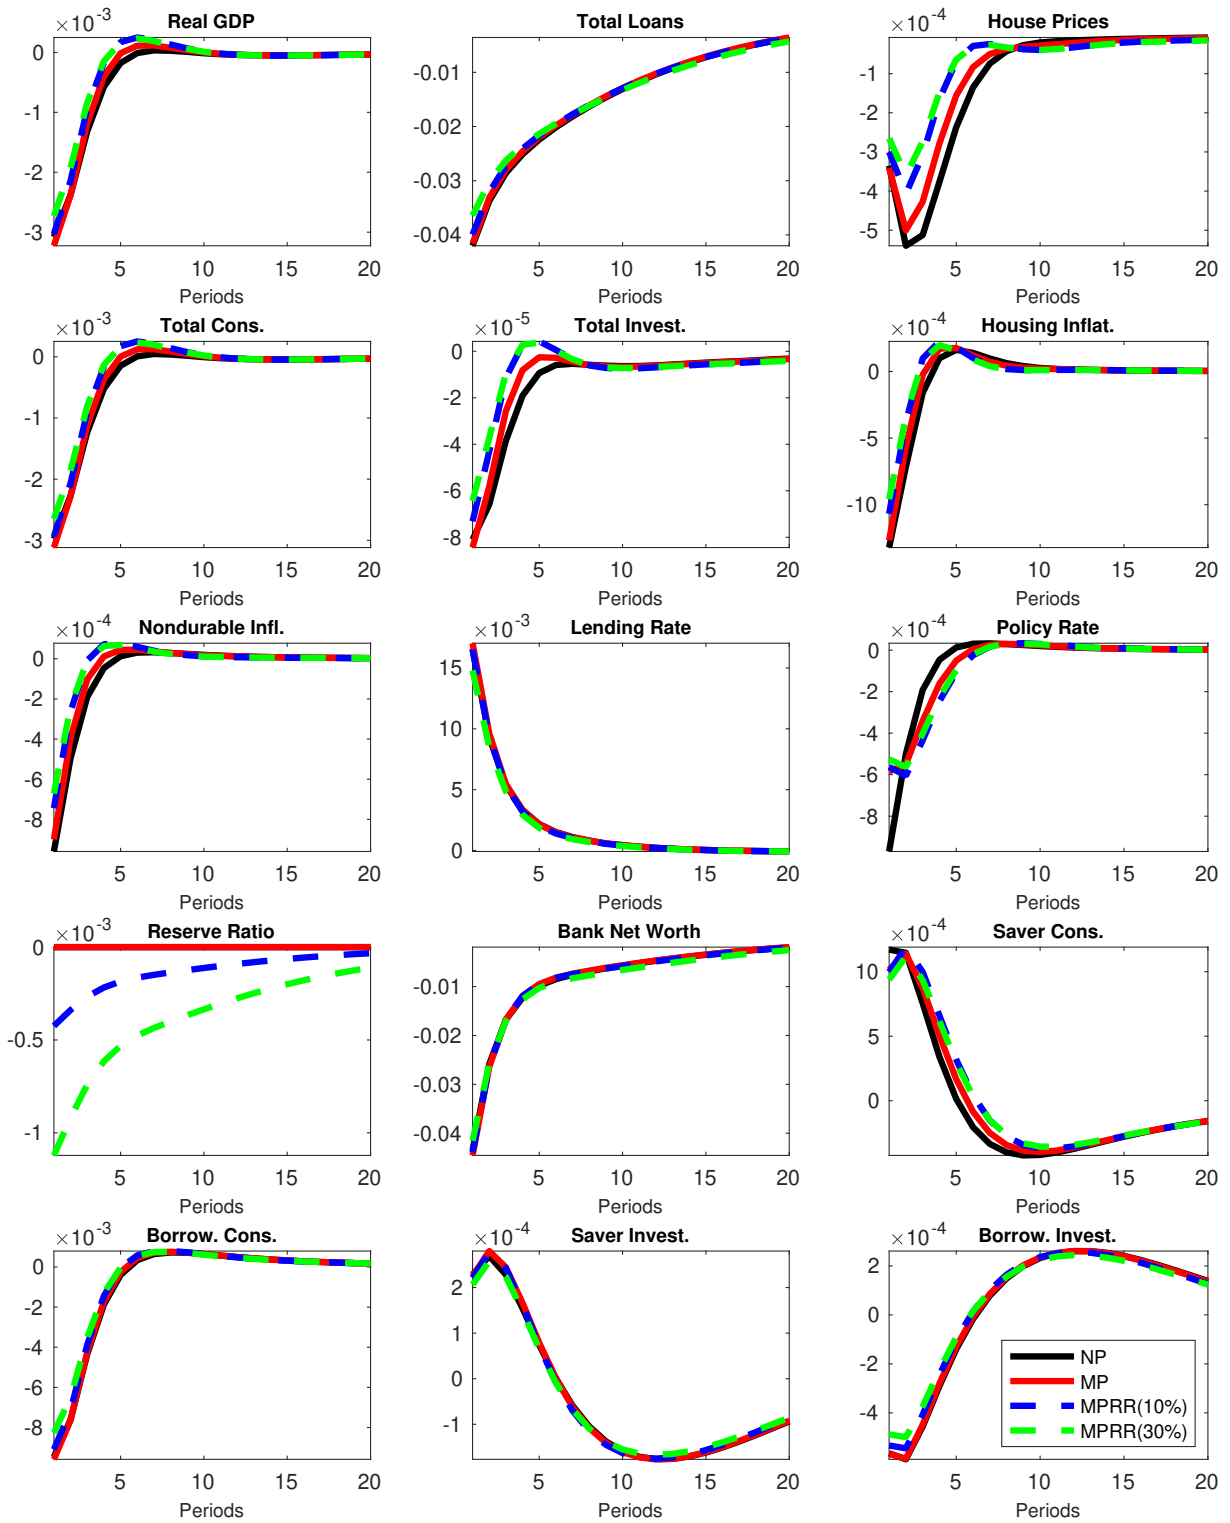 Real GDP
×10-3
0
-1
-2
-3
5 10 15 20
Periods
Total Loans
-0.01
-0.02
-0.03
-0.04
5 10 15 20
Periods
House Prices
×10-4
-1
-2
-3
-4
-5
5 10 15 20
Periods
Total Cons.
×10-3
0
-1
-2
-3
5 10 15 20
Periods
Total Invest.
×10-5
0
-2
-4
-6
-8
5 10 15 20
Periods
Housing Inflat.
×10-4
0
-5
-10
5 10 15 20
Periods
Nondurable Infl.
×10-4
0
-2
-4
-6
-8
5 10 15 20
Periods
Lending Rate
×10-3
15
10
5
0
5 10 15 20
Periods
Policy Rate
×10-4
0
-2
-4
-6
-8
5 10 15 20
Periods
Reserve Ratio
×10-3
0
-0.5
-1
5 10 15 20
Periods
Bank Net Worth
-0.01
-0.02
-0.03
-0.04
5 10 15 20
Periods
Saver Cons.
×10-4
10
5
0
5 10 15 20
Periods
Borrow. Cons.
×10-3
0
-2
-4
-6
-8
5 10 15 20
Periods
Saver Invest.
×10-4
2
1
0
-1
5 10 15 20
Periods
Borrow. Invest.
×10-4
2
0
-2
-4
5 10 15 20
Periods
NP
MP
MPRR(10%)
MPRR(30%)